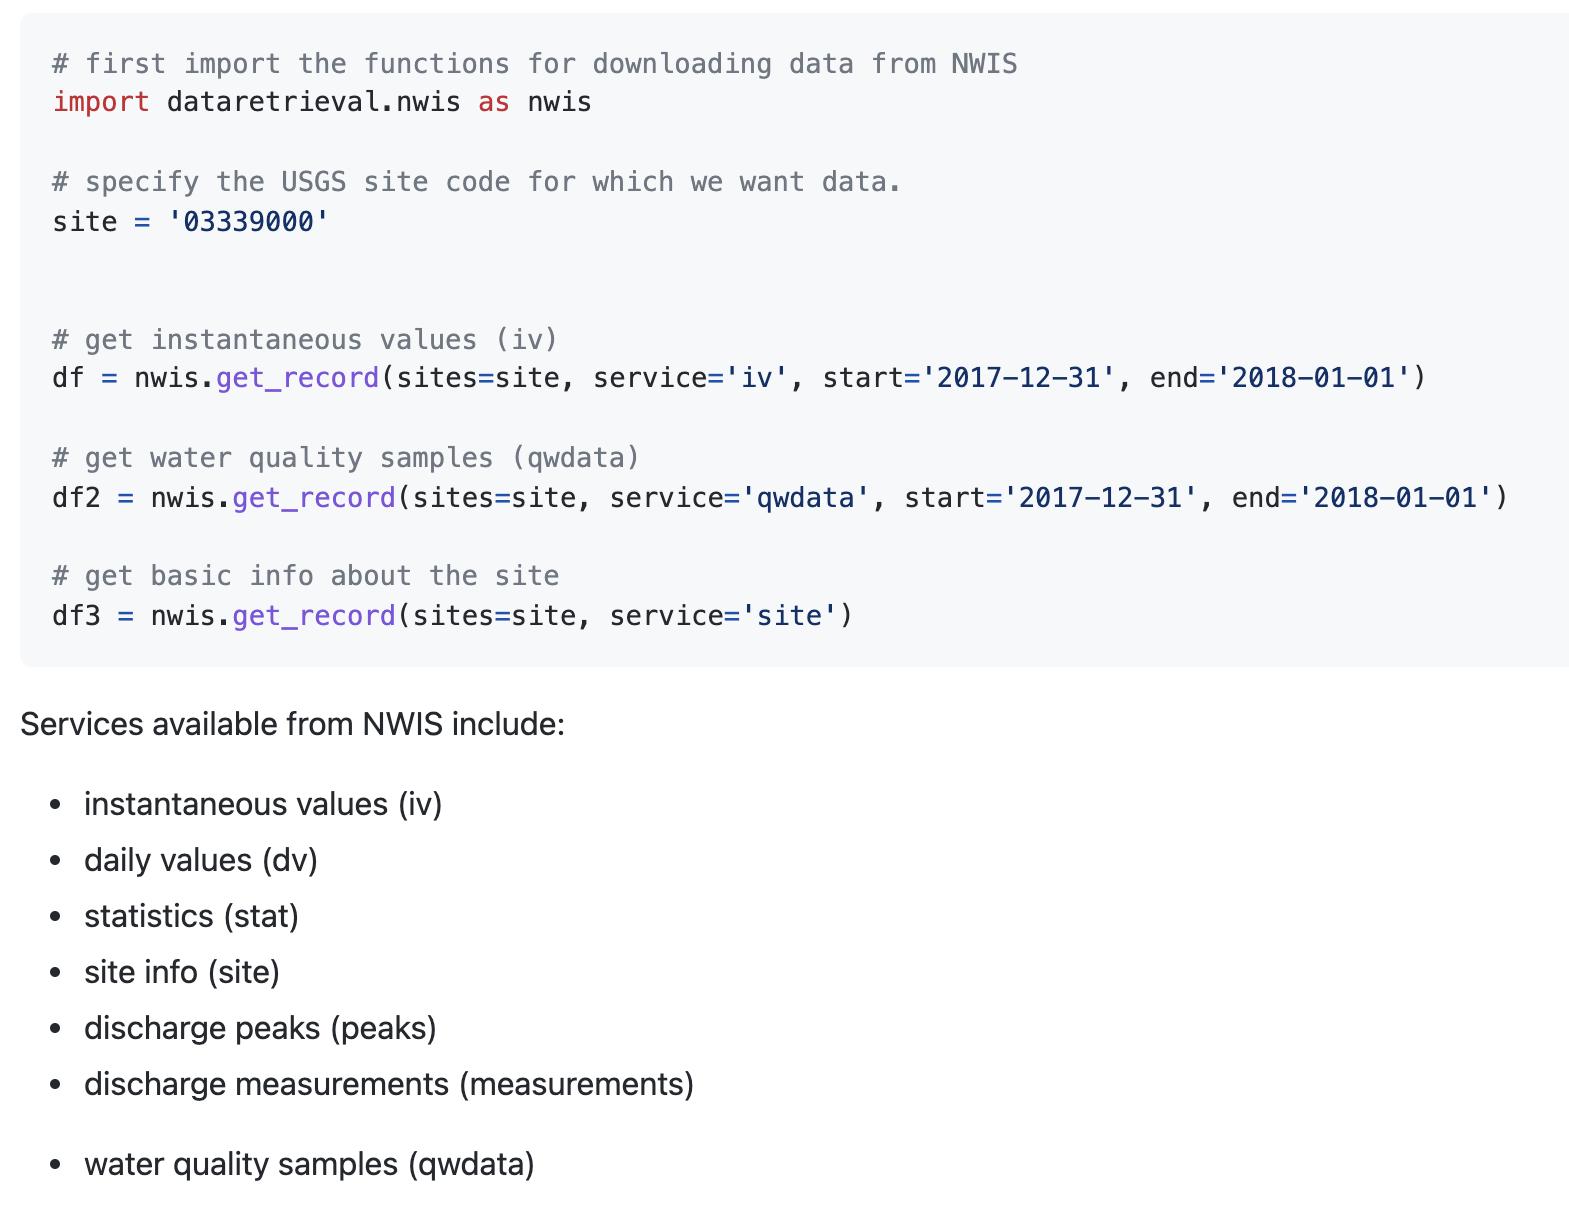 # first import the functions for downloading data from NWIS
import dataretrieval.nwis as nwis
# specify the USGS site code for which we want data.
site = '03339000'
# get instantaneous values (iv)
df = nwis.get_record(sites=site, service='iv', start='2017-12-31', end='2018-01-01')
# get water quality samples (qwdata)
df2 = nwis.get_record(sites=site, service='qwdata', start='2017-12-31', end='2018-01-01')
# get basic info about the site
df3 = nwis.get_record(sites=site, service='site')
Services available from NWIS include:
• instantaneous values (iv)
• daily values (dv)
• statistics (stat)
• site info (site)
• discharge peaks (peaks)
• discharge measurements (measurements)
• water quality samples (qwdata)